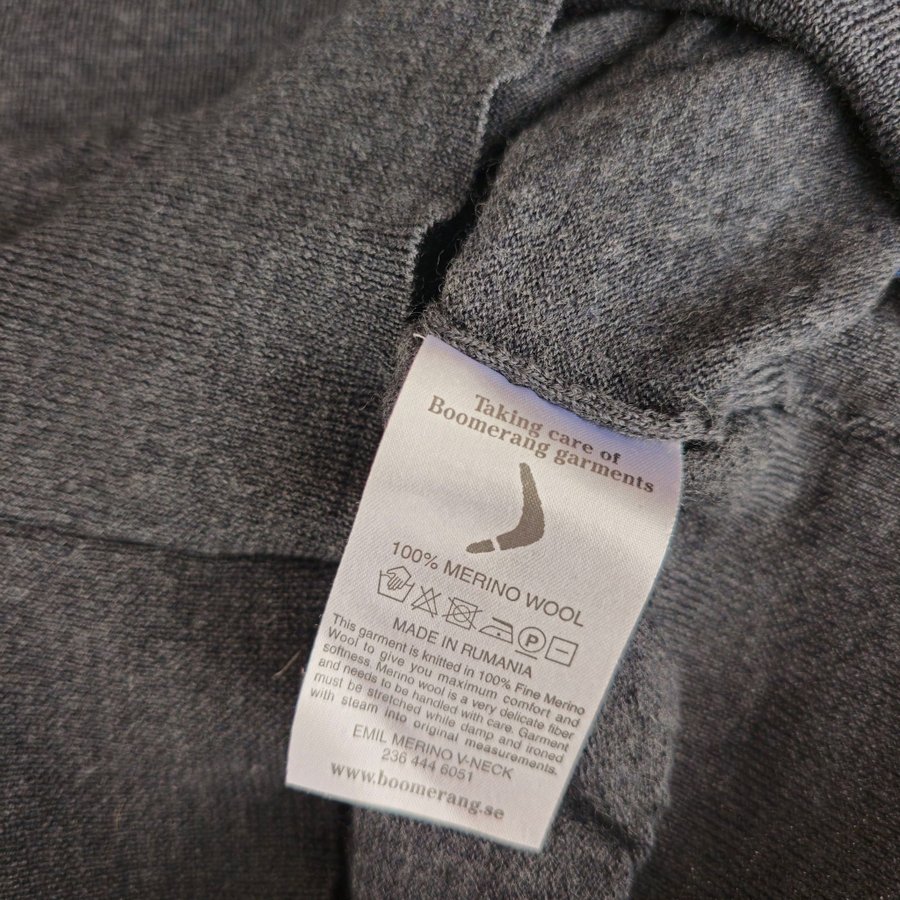 Taking care of
Boomerang garments
100% MERINO WOOL
P
MADE IN RUMANIA
This garment is knitted in 100% Fine Merino
Wool to give you maximum comfort and
softness. Merino wool is a very delicate fiber
and needs to be handled with care. Garment
must be stretched while damp and ironed
with steam into original measurements.
EMIL MERINO V-NECK
236 444 6051
www.boomerang.se